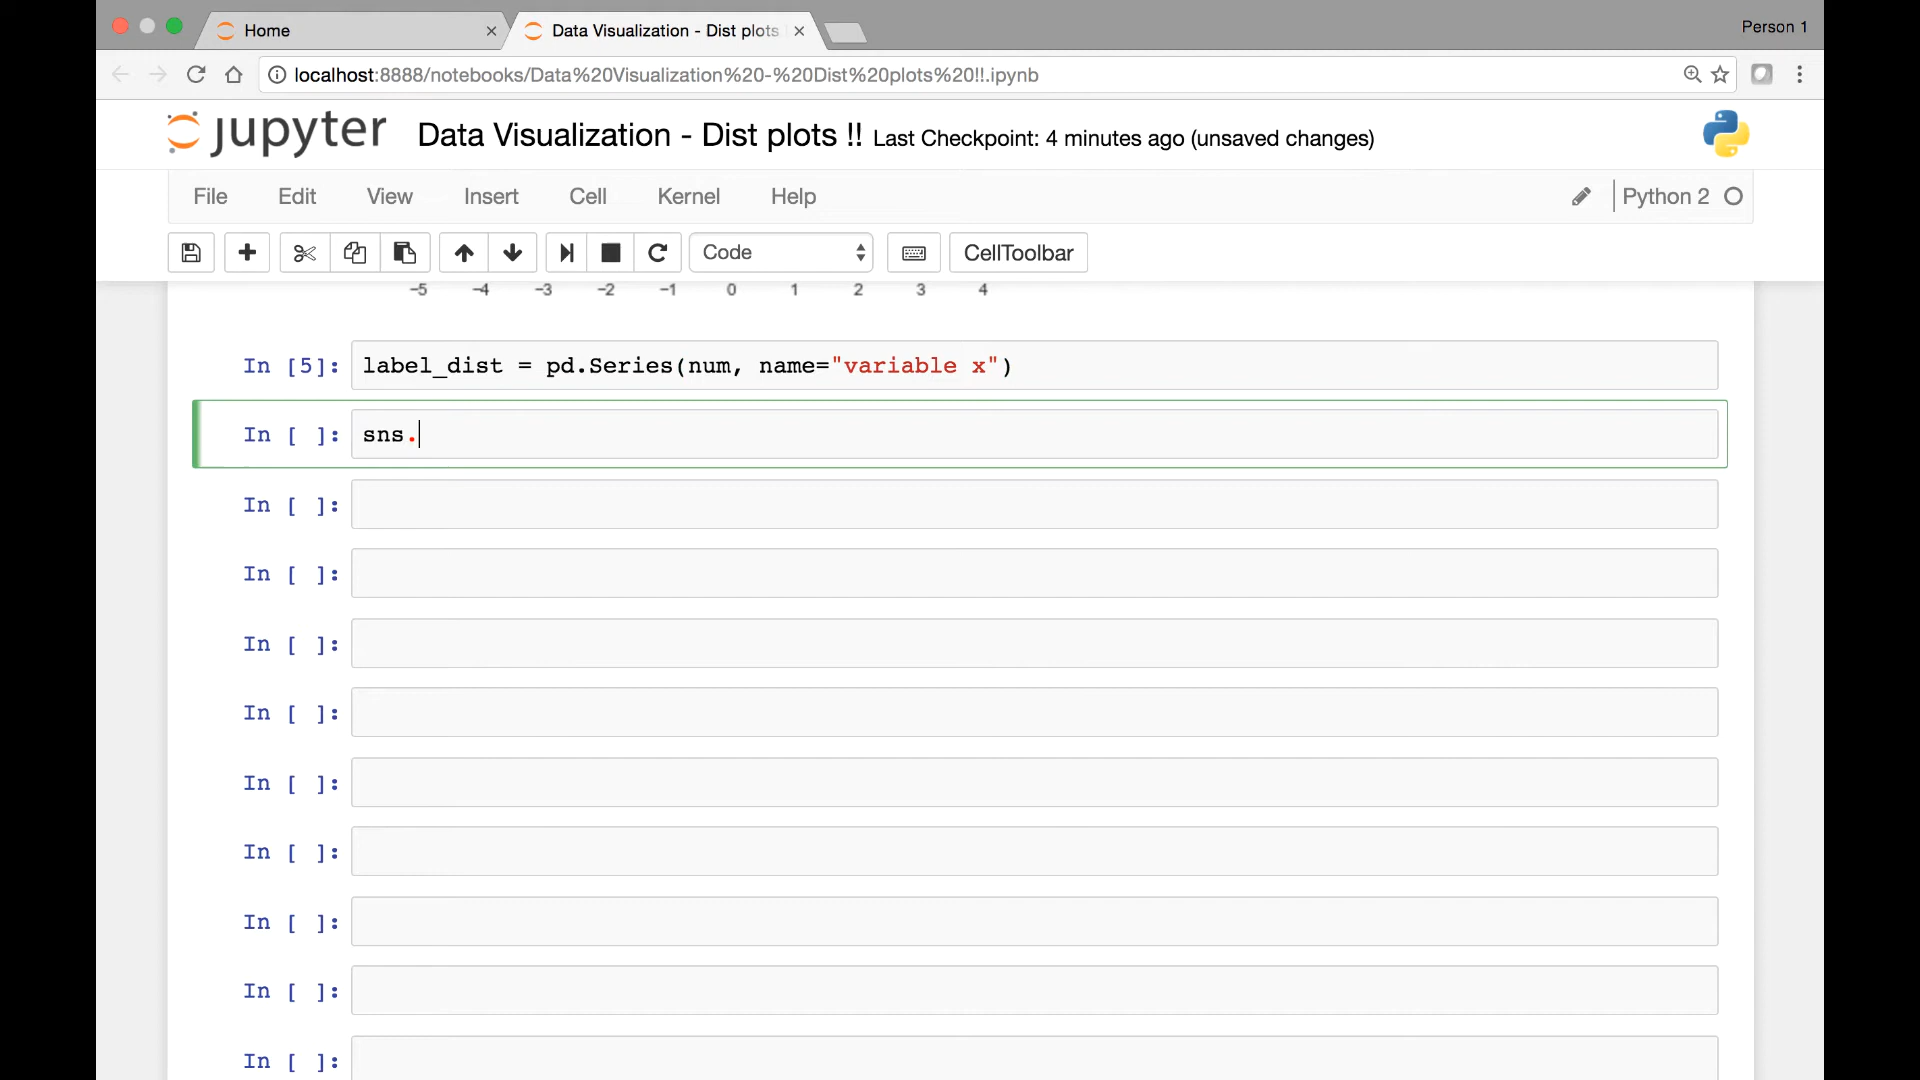 Home × Data Visualization - Dist plots × Person 1
localhost:8888/notebooks/Data%20Visualization%20-%20Dist%20plots%20!!.ipynb
jupyter Data Visualization - Dist plots !! Last Checkpoint: 4 minutes ago (unsaved changes)
File Edit View Insert Cell Kernel Help Python 2
Code CellToolbar
−5 −4 −3 −2 −1 0 1 2 3 4
In [5]: label_dist = pd.Series(num, name="variable x")
In [ ]: sns.
In [ ]:
In [ ]:
In [ ]:
In [ ]:
In [ ]:
In [ ]:
In [ ]:
In [ ]:
In [ ]: